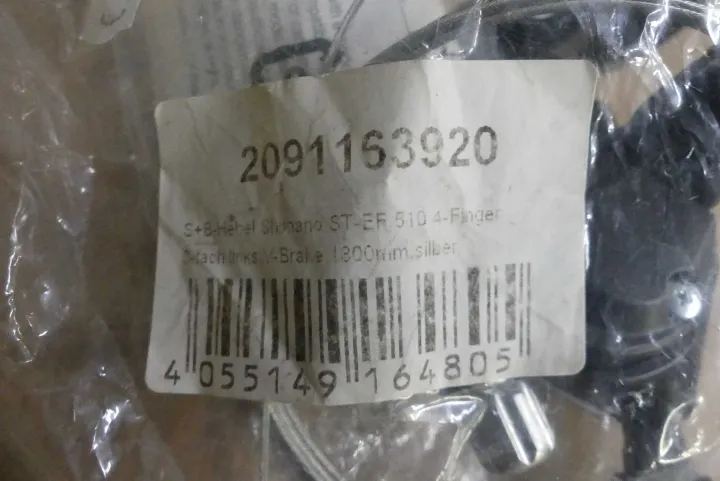 2091163920
S+B-Hebel Shimano ST-EF 510 4-Finger
3-fach links,V-Brake,1800mm,silber
4 055149 164805